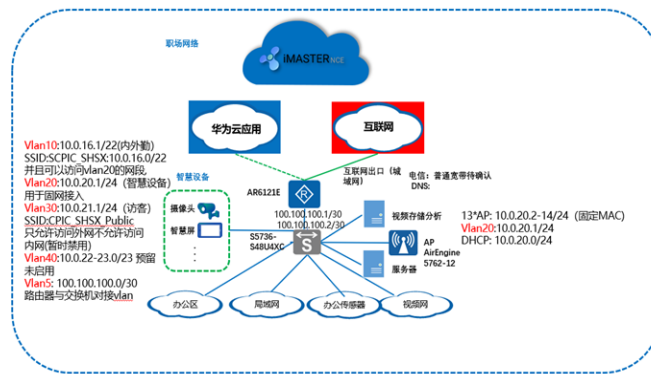 职场网络
iMASTER NCE
华为云应用
互联网
Vlan10:10.0.16.1/22(内外勤)
SSID:SCPIC_SHSX:10.0.16.0/22
并且可以访问vlan20的网段,
Vlan20:10.0.20.1/24（智慧设备）
用于固网接入
Vlan30:10.0.21.1/24（访客）
SSID:CPIC_SHSX_Public
只允许访问外网不允许访问
内网(暂时禁用)
Vlan40:10.0.22-23.0/23 预留
未启用
Vlan5: 100.100.100.0/30
路由器与交换机对接vlan
智慧设备
摄像头
智慧屏
AR6121E
R
互联网出口（城
域网）
电信：普通宽带待确认
DNS:
100.100.100.1/30
100.100.100.2/30
S5736-
S48U4XC
S
视频存储分析
AP
AirEngine
5762-12
服务器
13*AP: 10.0.20.2-14/24（固定MAC)
Vlan20:10.0.20.1/24
DHCP: 10.0.20.0/24
办公区
局域网
办公传感器
视频网